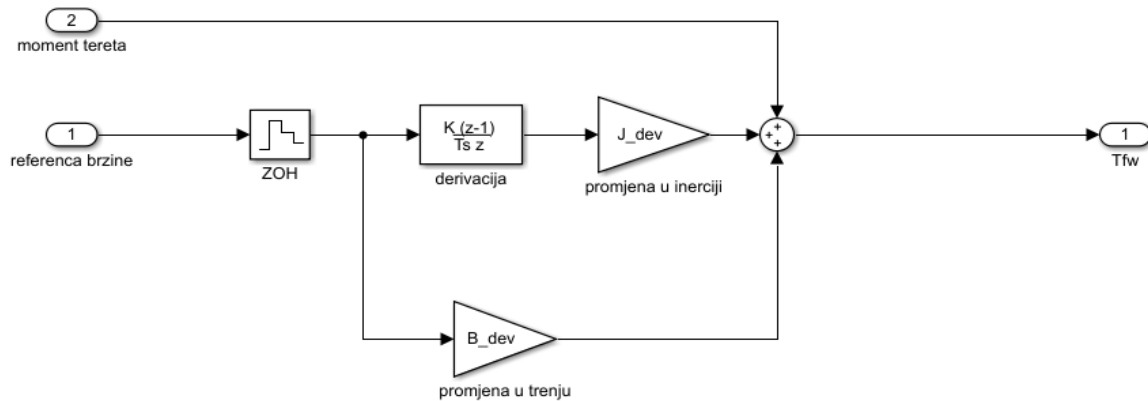 2
moment tereta
1
referenca brzine
ZOH
K (z-1)
Ts z
derivacija
J_dev
promjena u inerciji
+
+
+
1
Tfw
B_dev
promjena u trenju